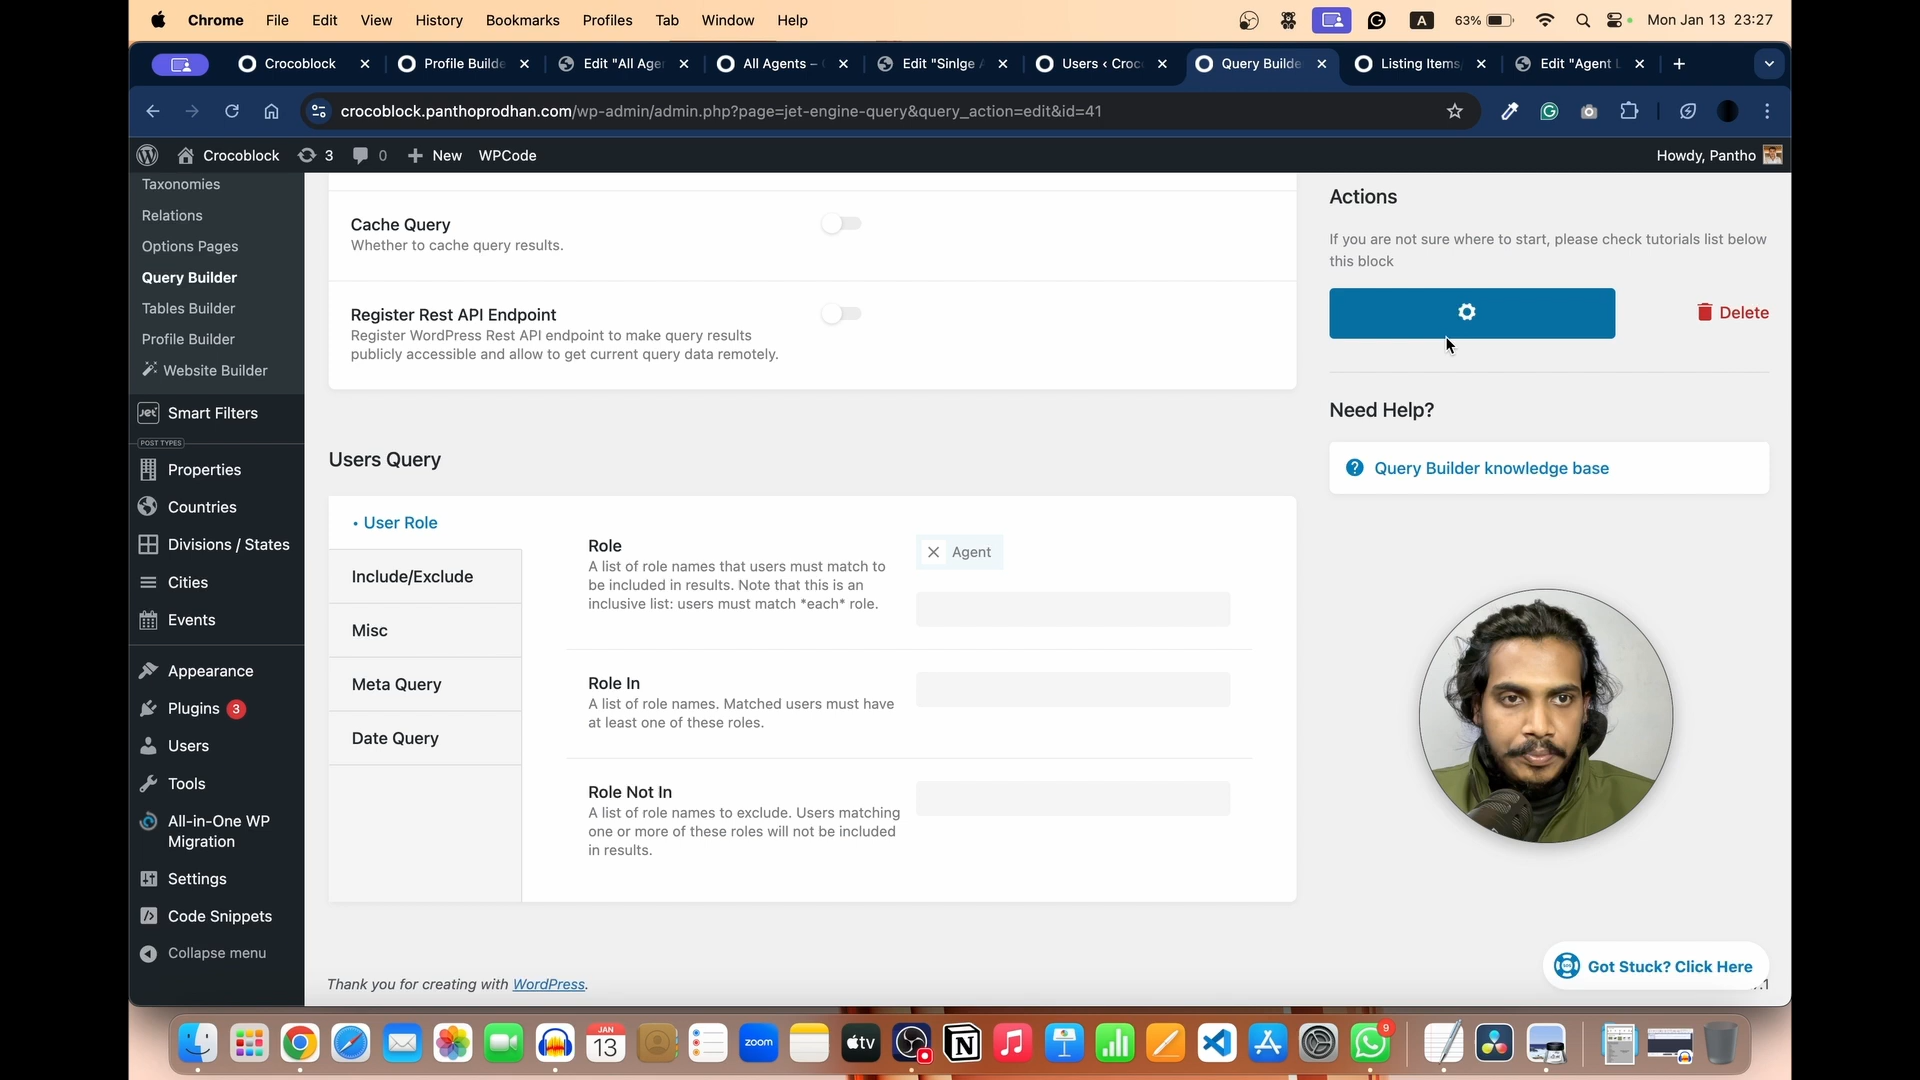 Chrome File Edit View History Bookmarks Profiles Tab Window Help
A 63% Mon Jan 13 23:27
Crocoblock
Profile Builde
Edit "All Agen
All Agents –
Edit "Sinlge A
Users ‹ Croc
Query Builde
Listing Items,
Edit "Agent L
crocoblock.panthoprodhan.com/wp-admin/admin.php?page=jet-engine-query&query_action=edit&id=41
Crocoblock 3 0 New WPCode
Howdy, Pantho
Taxonomies
Relations
Options Pages
Query Builder
Tables Builder
Profile Builder
Website Builder
Jet Smart Filters
POST TYPES
Properties
Countries
Divisions / States
Cities
Events
Appearance
Plugins 3
Users
Tools
All-in-One WP
Migration
Settings
Code Snippets
Collapse menu
Cache Query
Whether to cache query results.
Register Rest API Endpoint
Register WordPress Rest API endpoint to make query results
publicly accessible and allow to get current query data remotely.
Users Query
• User Role
Include/Exclude
Misc
Meta Query
Date Query
Role
A list of role names that users must match to
be included in results. Note that this is an
inclusive list: users must match *each* role.
Agent
Role In
A list of role names. Matched users must have
at least one of these roles.
Role Not In
A list of role names to exclude. Users matching
one or more of these roles will not be included
in results.
Actions
If you are not sure where to start, please check tutorials list below
this block
Delete
Need Help?
Query Builder knowledge base
Thank you for creating with WordPress.
Got Stuck? Click Here
.1
JAN
13
zoom
tv
9